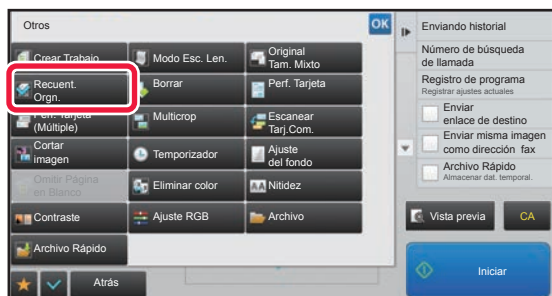 Otros
OK
Crear Trabajo
Modo Esc. Len.
Original
Tam. Mixto
Recuent.
Orgn.
Borrar
Perf. Tarjeta
Perf. Tarjeta
(Múltiple)
Multicrop
Escanear
Tarj.Com.
Cortar
imagen
Temporizador
Ajuste
del fondo
Omitir Página
en Blanco
Eliminar color
Nitidez
Contraste
Ajuste RGB
Archivo
Archivo Rápido
Atrás
Enviando historial
Número de búsqueda
de llamada
Registro de programa
Registrar ajustes actuales
Enviar
enlace de destino
Enviar misma imagen
como dirección fax
Archivo Rápido
Almacenar dat. temporal.
Vista previa
CA
Iniciar